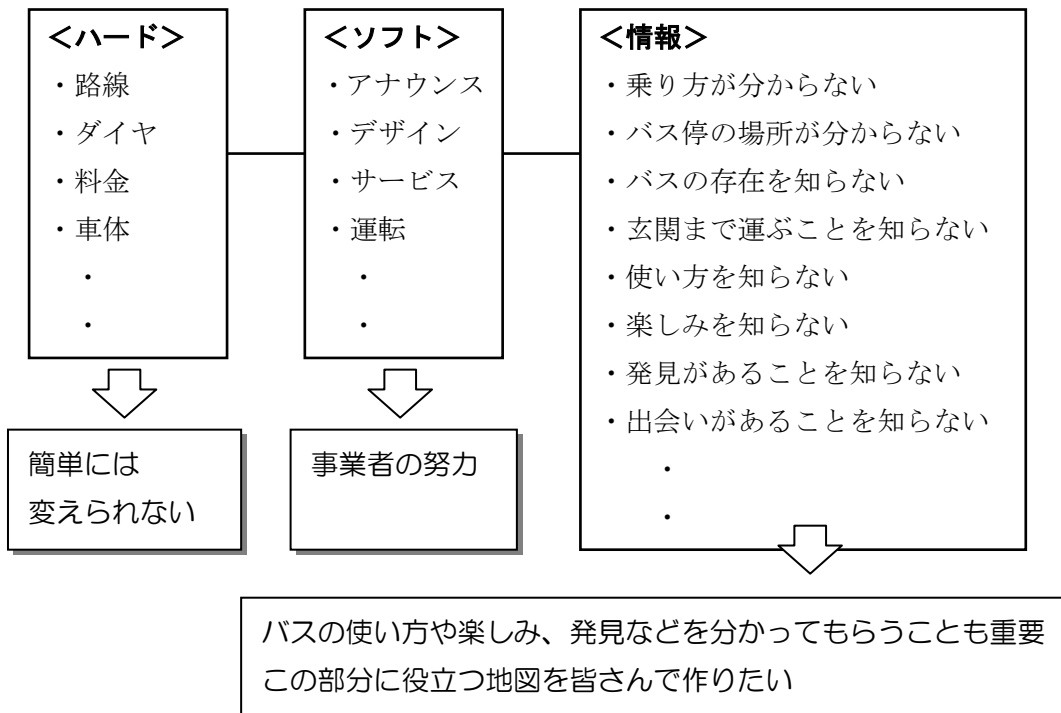 ＜ハード＞
・路線
・ダイヤ
・料金
・車体
・
・
＜ソフト＞
・アナウンス
・デザイン
・サービス
・運転
・
・
＜情報＞
・乗り方が分からない
・バス停の場所が分からない
・バスの存在を知らない
・玄関まで運ぶことを知らない
・使い方を知らない
・楽しみを知らない
・発見があることを知らない
・出会いがあることを知らない
・
・
簡単には
変えられない
事業者の努力
バスの使い方や楽しみ、発見などを分かってもらうことも重要
この部分に役立つ地図を皆さんで作りたい